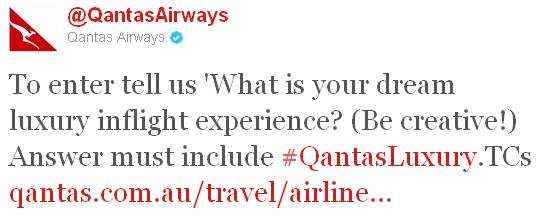 @QantasAirways
Qantas Airways
To enter tell us 'What is your dream
luxury inflight experience? (Be creative!)
Answer must include #QantasLuxury.TCs
qantas.com.au/travel/airline...